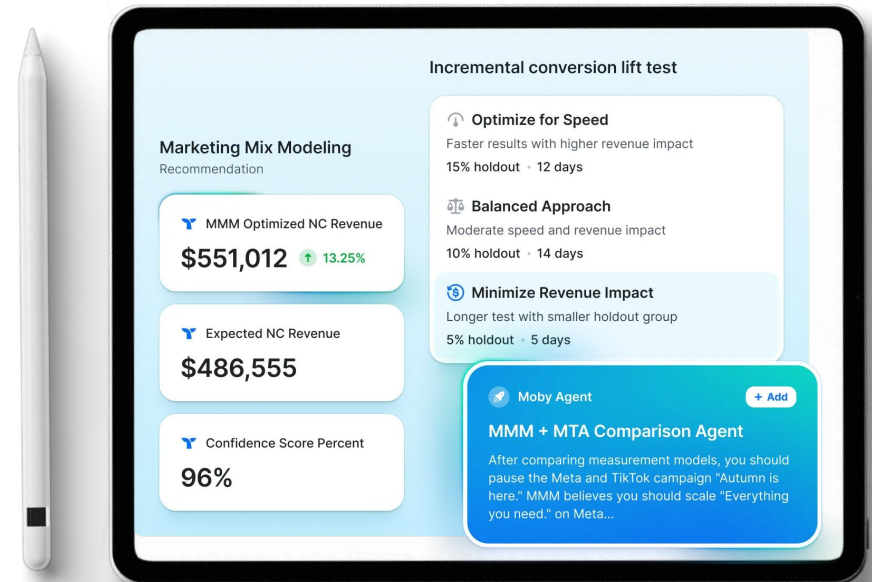 Marketing Mix Modeling
Recommendation
MMM Optimized NC Revenue
$551,012 ↑ 13.25%
Expected NC Revenue
$486,555
Confidence Score Percent
96%
Incremental conversion lift test
Optimize for Speed
Faster results with higher revenue impact
15% holdout • 12 days
Balanced Approach
Moderate speed and revenue impact
10% holdout • 14 days
Minimize Revenue Impact
Longer test with smaller holdout group
5% holdout • 5 days
Moby Agent
+ Add
MMM + MTA Comparison Agent
After comparing measurement models, you should
pause the Meta and TikTok campaign "Autumn is
here." MMM believes you should scale "Everything
you need." on Meta...